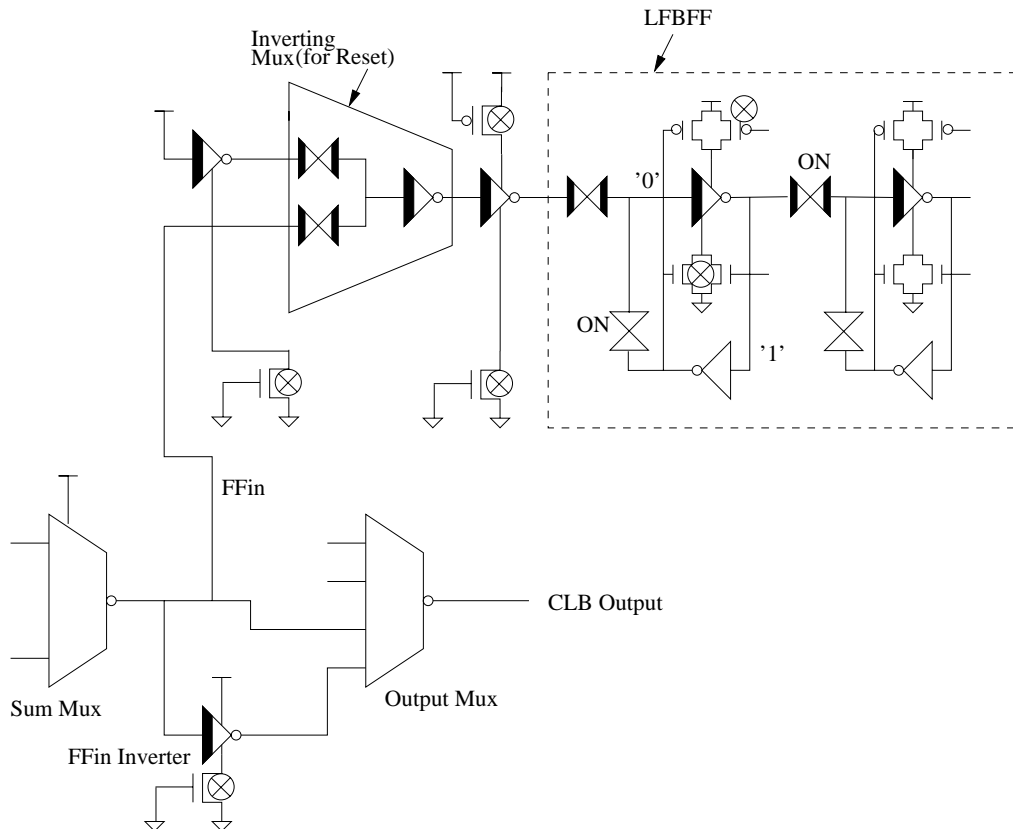 LFBFF
Inverting
Mux(for Reset)
'0'
ON
ON
'1'
FFin
CLB Output
Sum Mux
Output Mux
FFin Inverter